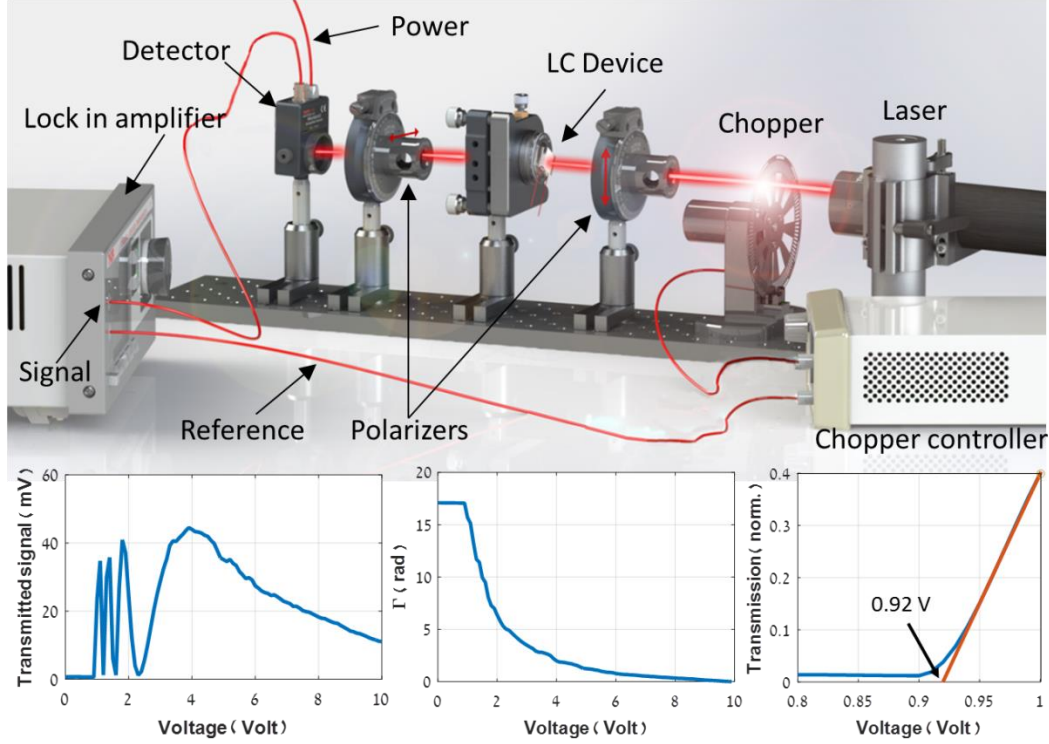 Power
Detector
LC Device
Lock in amplifier
Chopper
Laser
Signal
Reference
Polarizers
Chopper controller
Transmitted signal (mV)
60
40
20
0
0 2 4 6 8 10
Voltage (Volt)
Γ (rad)
20
15
10
5
0
0 2 4 6 8 10
Voltage (Volt)
Transmission (norm.)
0.4
0.3
0.2
0.1
0
0.92 V
0.8 0.85 0.9 0.95 1
Voltage (Volt)